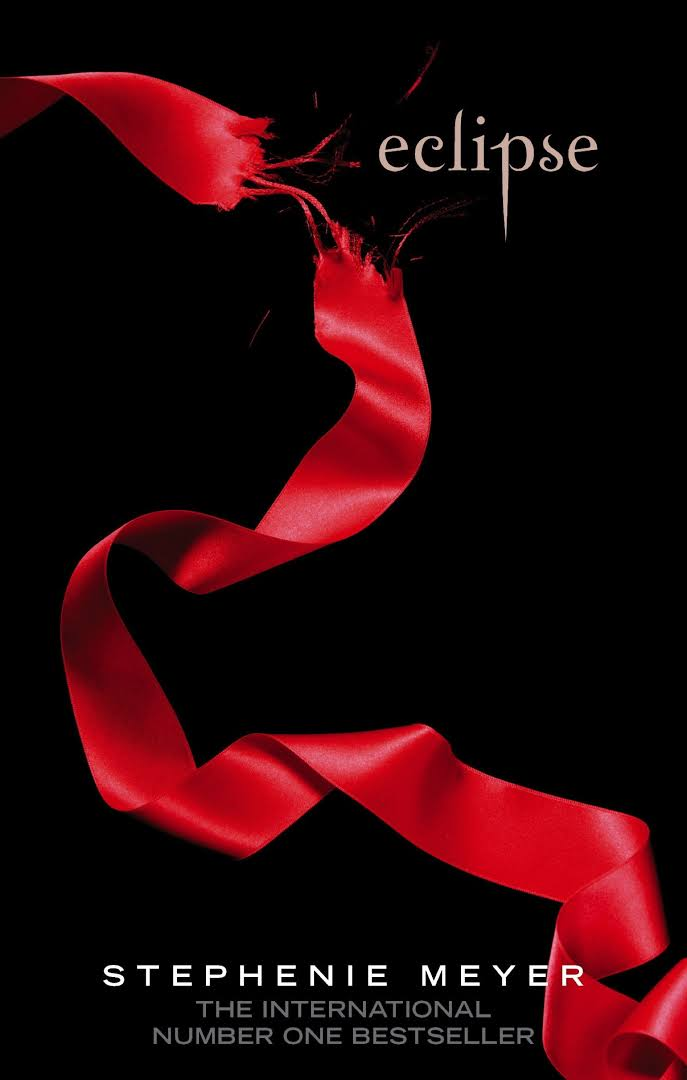 eclipse
STEPHENIE MEYER
THE INTERNATIONAL
NUMBER ONE BESTSELLER